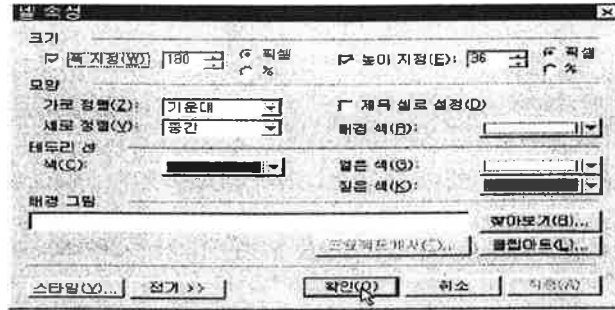 셀 속성
크기
폭 지정(W) 180 픽셀 높이 지정(E): 36 픽셀
% %
모양
가로 정렬(Z): 가운데 제목 셀로 설정(D)
세로 정렬(V): 중간 배경 색(R):
테두리 선
색(C): 옅은 색(G):
짙은 색(K):
배경 그림
찾아보기(B)...
클립아트(L)...
스타일(Y)... 접기 >> 확인(O) 취소 적용(A)